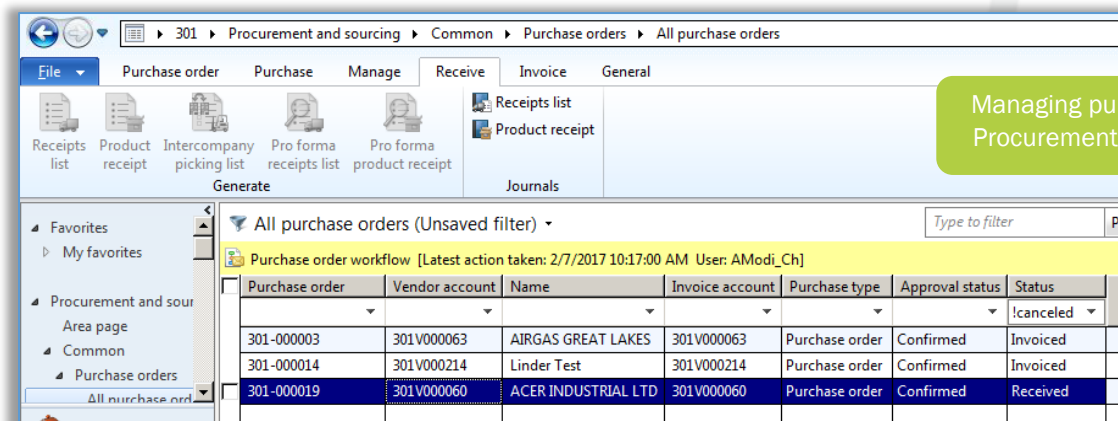 301 ▸ Procurement and sourcing ▸ Common ▸ Purchase orders ▸ All purchase orders
File Purchase order Purchase Manage Receive Invoice General
Managing pu
Procurement
Receipts list
Product receipt
Intercompany picking list
Pro forma receipts list
Pro forma product receipt
Generate
Receipts list
Product receipt
Journals
Favorites
My favorites
Procurement and sour
Area page
Common
Purchase orders
All purchase ord
All purchase orders (Unsaved filter)
Type to filter
P
Purchase order workflow [Latest action taken: 2/7/2017 10:17:00 AM User: AModi_Ch]
Purchase order Vendor account Name Invoice account Purchase type Approval status Status
!canceled
301-000003 301V000063 AIRGAS GREAT LAKES 301V000063 Purchase order Confirmed Invoiced
301-000014 301V000214 Linder Test 301V000214 Purchase order Confirmed Invoiced
301-000019 301V000060 ACER INDUSTRIAL LTD 301V000060 Purchase order Confirmed Received